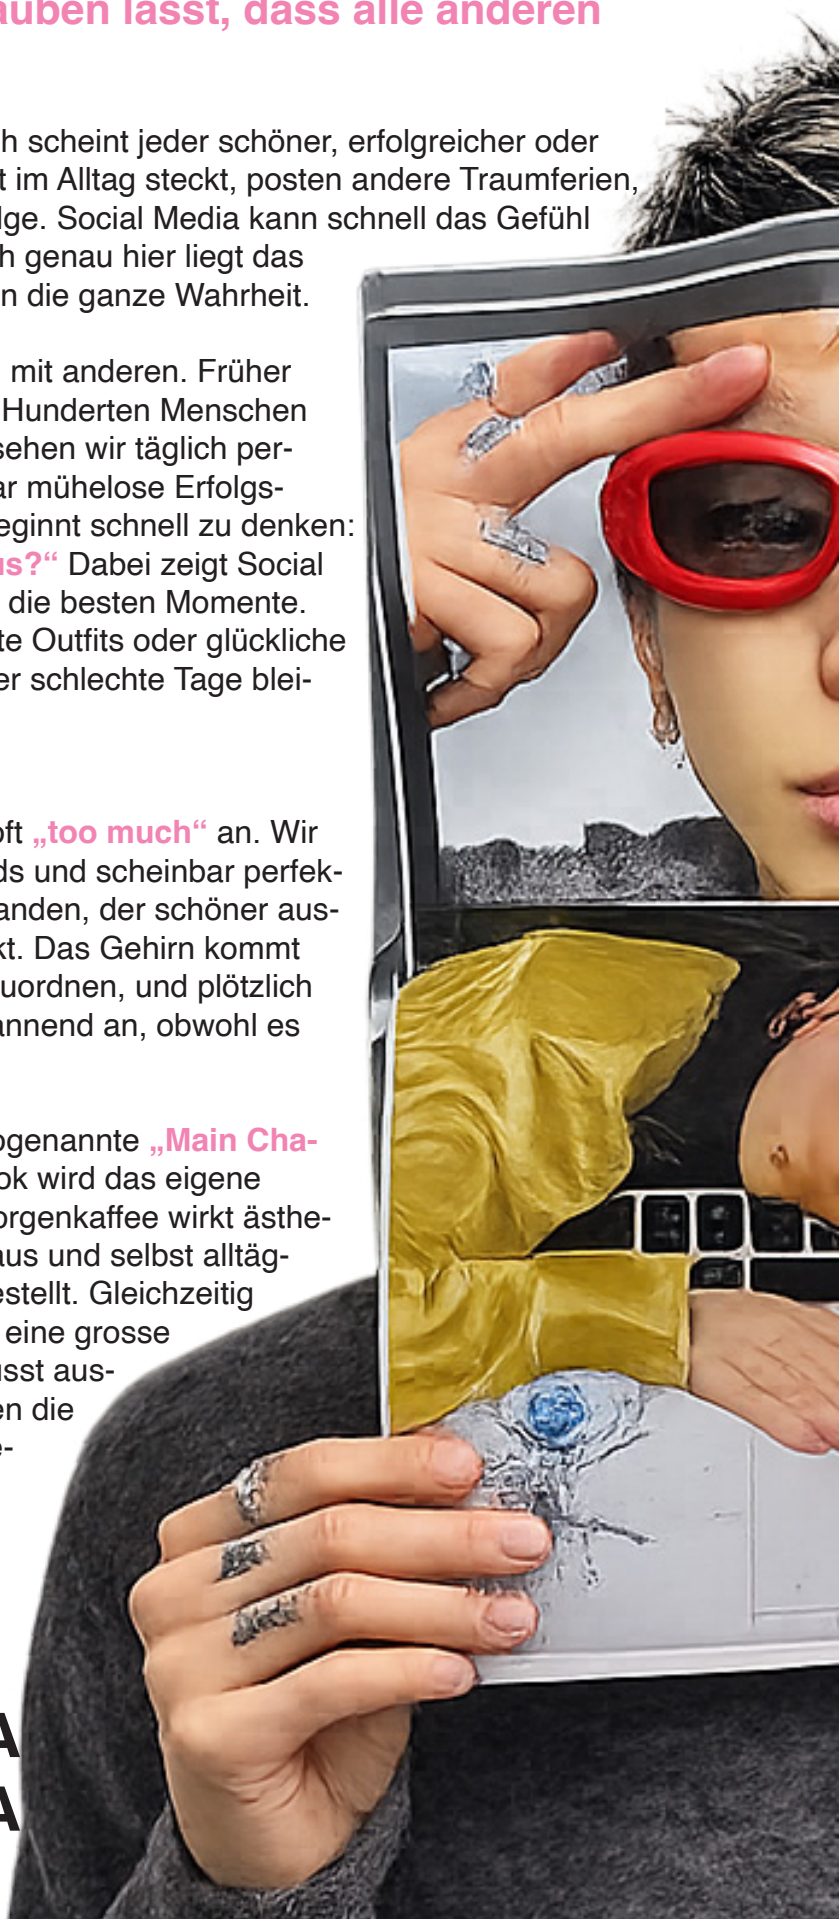 auben lässt, dass alle anderen
h scheint jeder schöner, erfolgreicher oder
t im Alltag steckt, posten andere Traumferien,
lge. Social Media kann schnell das Gefühl
h genau hier liegt das
n die ganze Wahrheit.
mit anderen. Früher
Hunderten Menschen
sehen wir täglich per-
ar mühelose Erfolgs-
eginnt schnell zu denken:
us?“ Dabei zeigt Social
die besten Momente.
te Outfits oder glückliche
er schlechte Tage blei-
oft „too much“ an. Wir
ds und scheinbar perfek-
anden, der schöner aus-
kt. Das Gehirn kommt
uordnen, und plötzlich
annend an, obwohl es
ogenannte „Main Cha-
ok wird das eigene
orgenkaffee wirkt ästhe-
aus und selbst alltäg-
estellt. Gleichzeitig
eine grosse
usst aus-
en die
e-
A
A